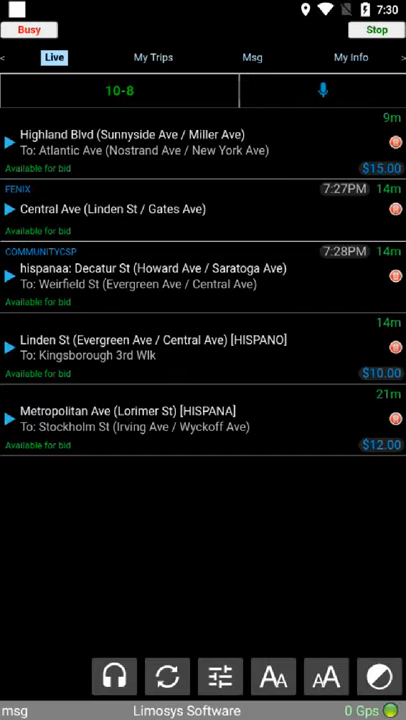 7:30
Busy
Stop
< Live My Trips Msg My Info >
10-8
9m
Highland Blvd (Sunnyside Ave / Miller Ave)
To: Atlantic Ave (Nostrand Ave / New York Ave)
Available for bid $15.00
FENIX 7:27PM 14m
Central Ave (Linden St / Gates Ave)
Available for bid
COMMUNITYCSP 7:28PM 14m
hispanaa: Decatur St (Howard Ave / Saratoga Ave)
To: Weirfield St (Evergreen Ave / Central Ave)
Available for bid
14m
Linden St (Evergreen Ave / Central Ave) [HISPANO]
To: Kingsborough 3rd Wlk
Available for bid $10.00
21m
Metropolitan Ave (Lorimer St) [HISPANA]
To: Stockholm St (Irving Ave / Wyckoff Ave)
Available for bid $12.00
AA AA
msg Limosys Software 0 Gps